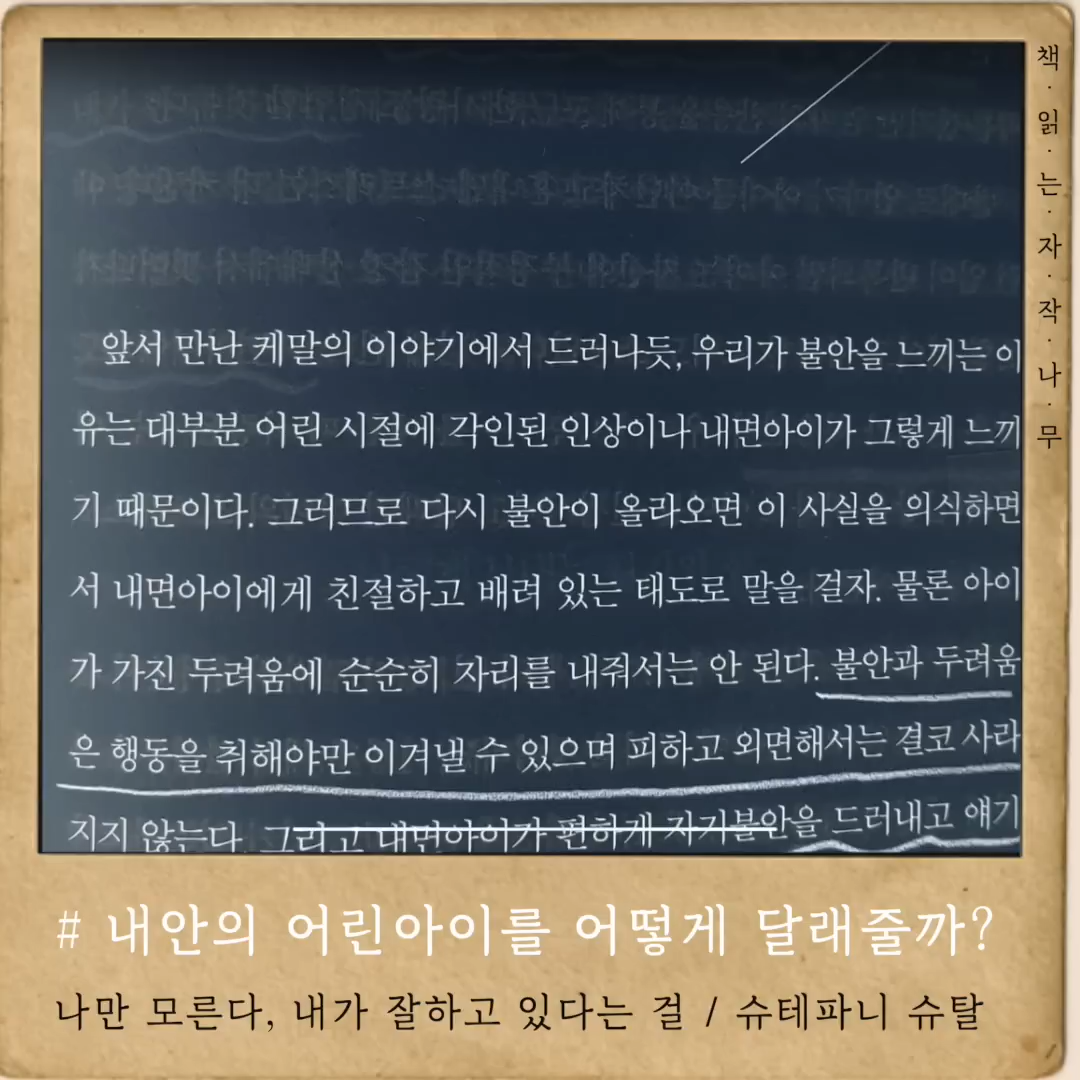 앞서 만난 케말의 이야기에서 드러나듯, 우리가 불안을 느끼는 이
유는 대부분 어린 시절에 각인된 인상이나 내면아이가 그렇게 느끼
기 때문이다. 그러므로 다시 불안이 올라오면 이 사실을 의식하면
서 내면아이에게 친절하고 배려 있는 태도로 말을 걸자. 물론 아이
가 가진 두려움에 순순히 자리를 내줘서는 안 된다. 불안과 두려움
은 행동을 취해야만 이겨낼 수 있으며 피하고 외면해서는 결코 사라
지지 않는다. 그리고 내면아이가 편하게 자기불안을 드러내고 얘기
# 내안의 어린아이를 어떻게 달래줄까?
나만 모른다, 내가 잘하고 있다는 걸 / 슈테파니 슈탈
책·읽·는·자·작·나·무